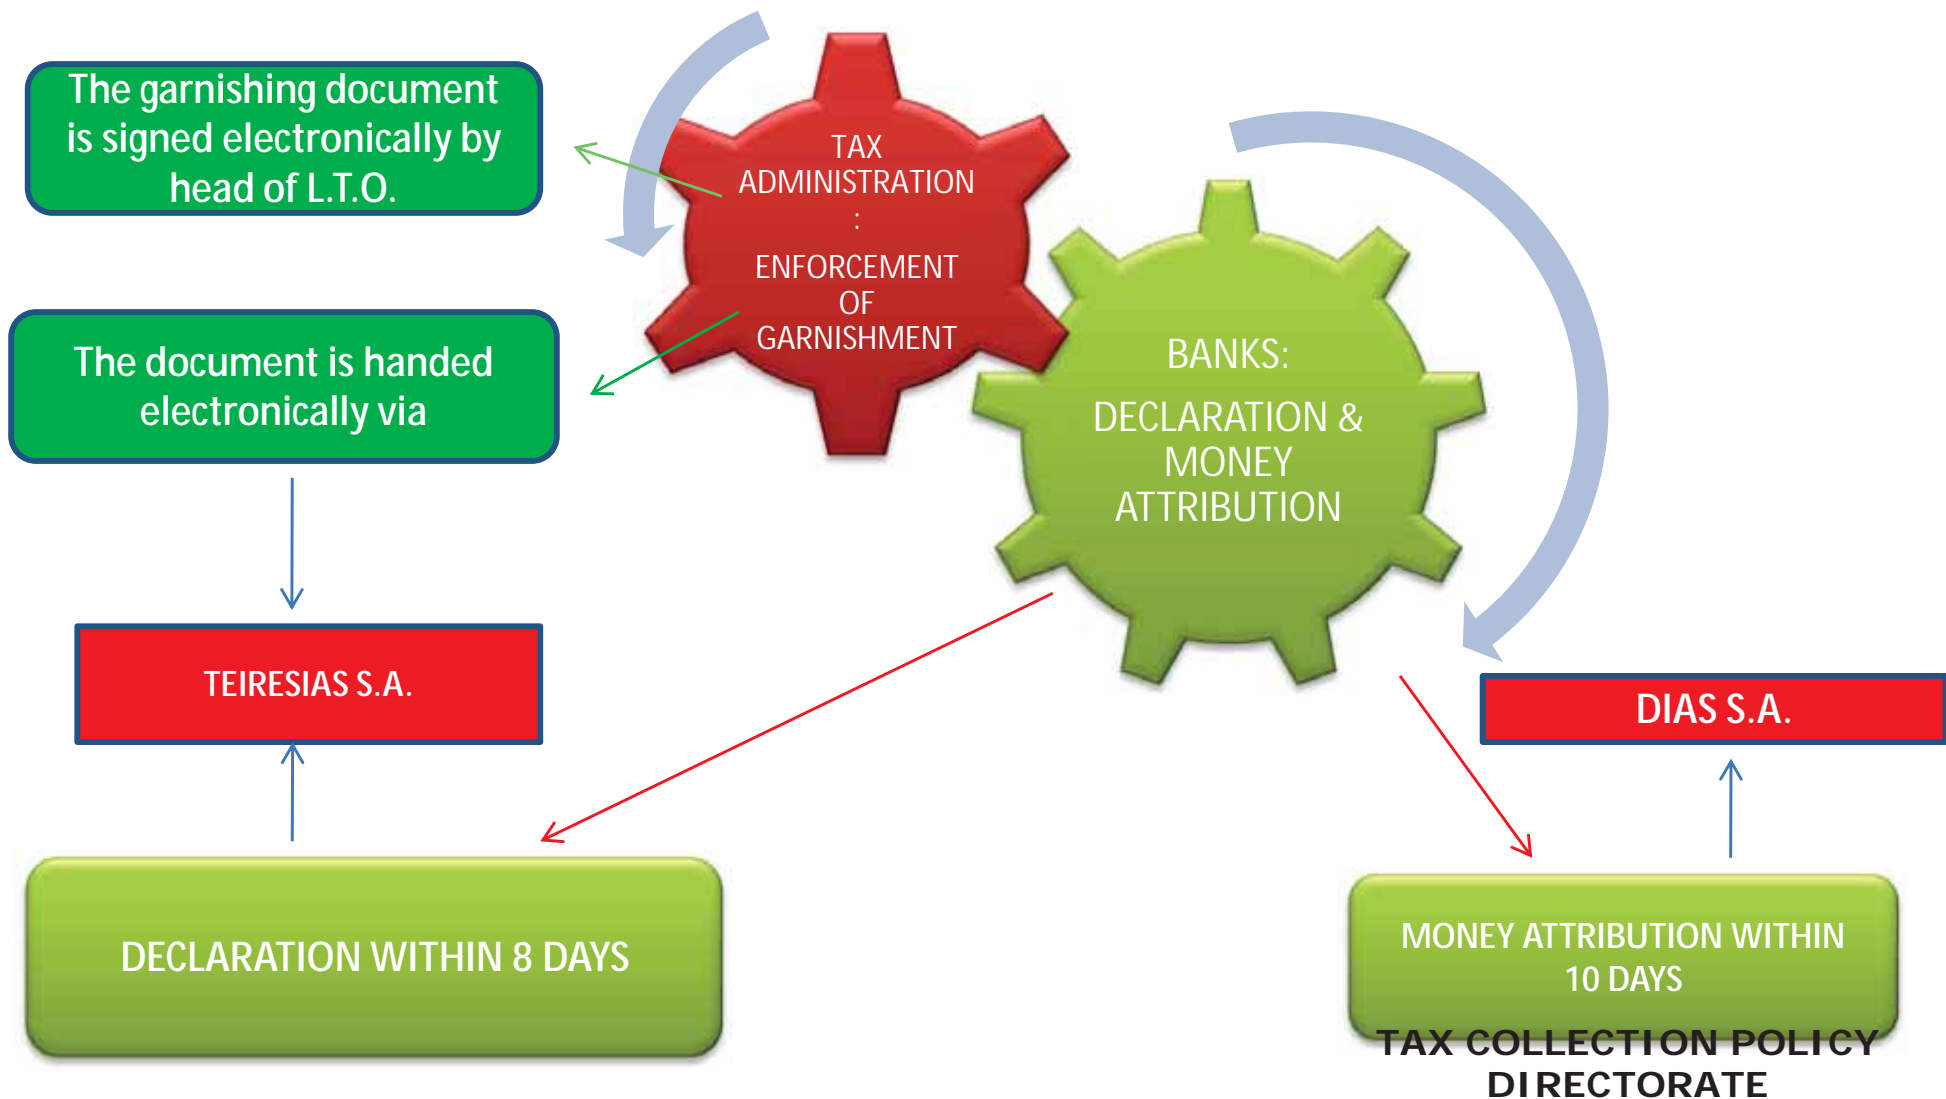 The garnishing document
is signed electronically by
head of L.T.O.
TAX
ADMINISTRATION
:
ENFORCEMENT
OF
GARNISHMENT
The document is handed
electronically via
BANKS:
DECLARATION &
MONEY
ATTRIBUTION
TEIRESIAS S.A.
DIAS S.A.
DECLARATION WITHIN 8 DAYS
MONEY ATTRIBUTION WITHIN
10 DAYS
TAX COLLECTION POLICY
DIRECTORATE